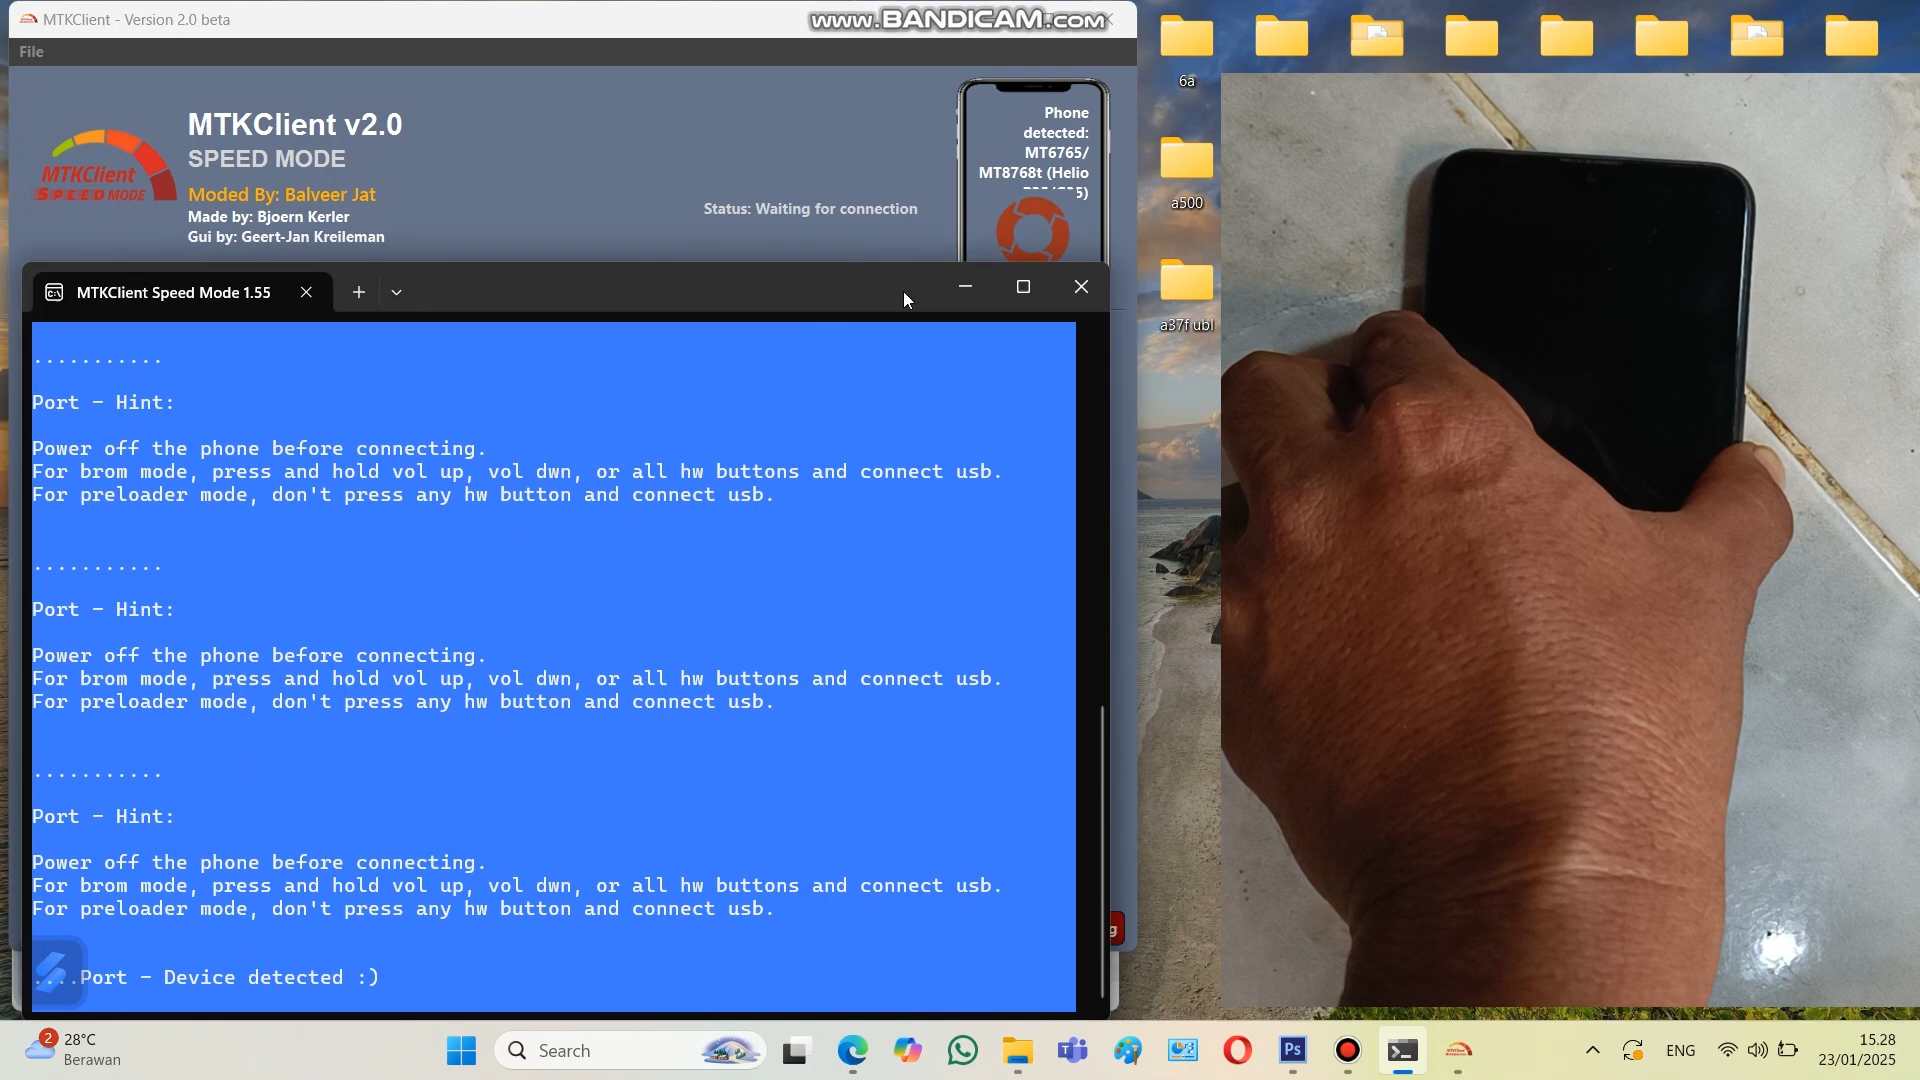 MTKClient - Version 2.0 beta
www.BANDICAM.com
File
MTKClient v2.0
SPEED MODE
Moded By: Balveer Jat
Made by: Bjoern Kerler
Gui by: Geert-Jan Kreileman
MTKClient
SPEED MODE
Status: Waiting for connection
Phone
detected:
MT6765/
MT8768t (Helio
5)
6a
a500
a37f ubl
MTKClient Speed Mode 1.55
...........
Port - Hint:
Power off the phone before connecting.
For brom mode, press and hold vol up, vol dwn, or all hw buttons and connect usb.
For preloader mode, don't press any hw button and connect usb.
...........
Port - Hint:
Power off the phone before connecting.
For brom mode, press and hold vol up, vol dwn, or all hw buttons and connect usb.
For preloader mode, don't press any hw button and connect usb.
...........
Port - Hint:
Power off the phone before connecting.
For brom mode, press and hold vol up, vol dwn, or all hw buttons and connect usb.
For preloader mode, don't press any hw button and connect usb.
....Port - Device detected :)
g
2
28°C
Berawan
Search
Ps
ENG
15.28
23/01/2025